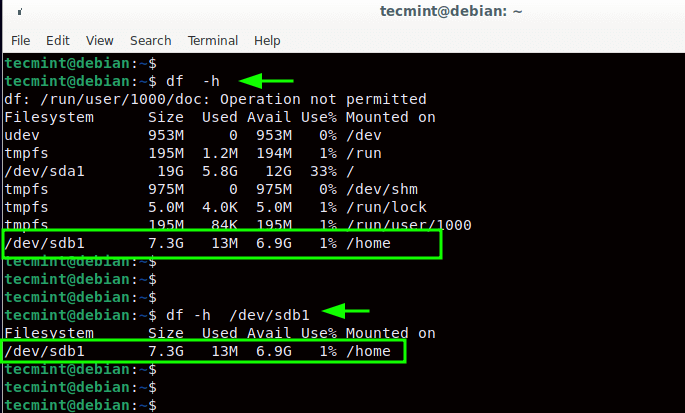 tecmint@debian: ~
File Edit View Search Terminal Help
tecmint@debian:~$
tecmint@debian:~$ df  -h
df: /run/user/1000/doc: Operation not permitted
Filesystem      Size  Used Avail Use% Mounted on
udev            953M     0  953M   0% /dev
tmpfs           195M  1.2M  194M   1% /run
/dev/sda1        19G  5.8G   12G  33% /
tmpfs           975M     0  975M   0% /dev/shm
tmpfs           5.0M  4.0K  5.0M   1% /run/lock
tmpfs           195M   84K  195M   1% /run/user/1000
/dev/sdb1       7.3G   13M  6.9G   1% /home
tecmint@debian:~$
tecmint@debian:~$
tecmint@debian:~$
tecmint@debian:~$ df -h  /dev/sdb1
Filesystem      Size  Used Avail Use% Mounted on
/dev/sdb1       7.3G   13M  6.9G   1% /home
tecmint@debian:~$
tecmint@debian:~$
tecmint@debian:~$